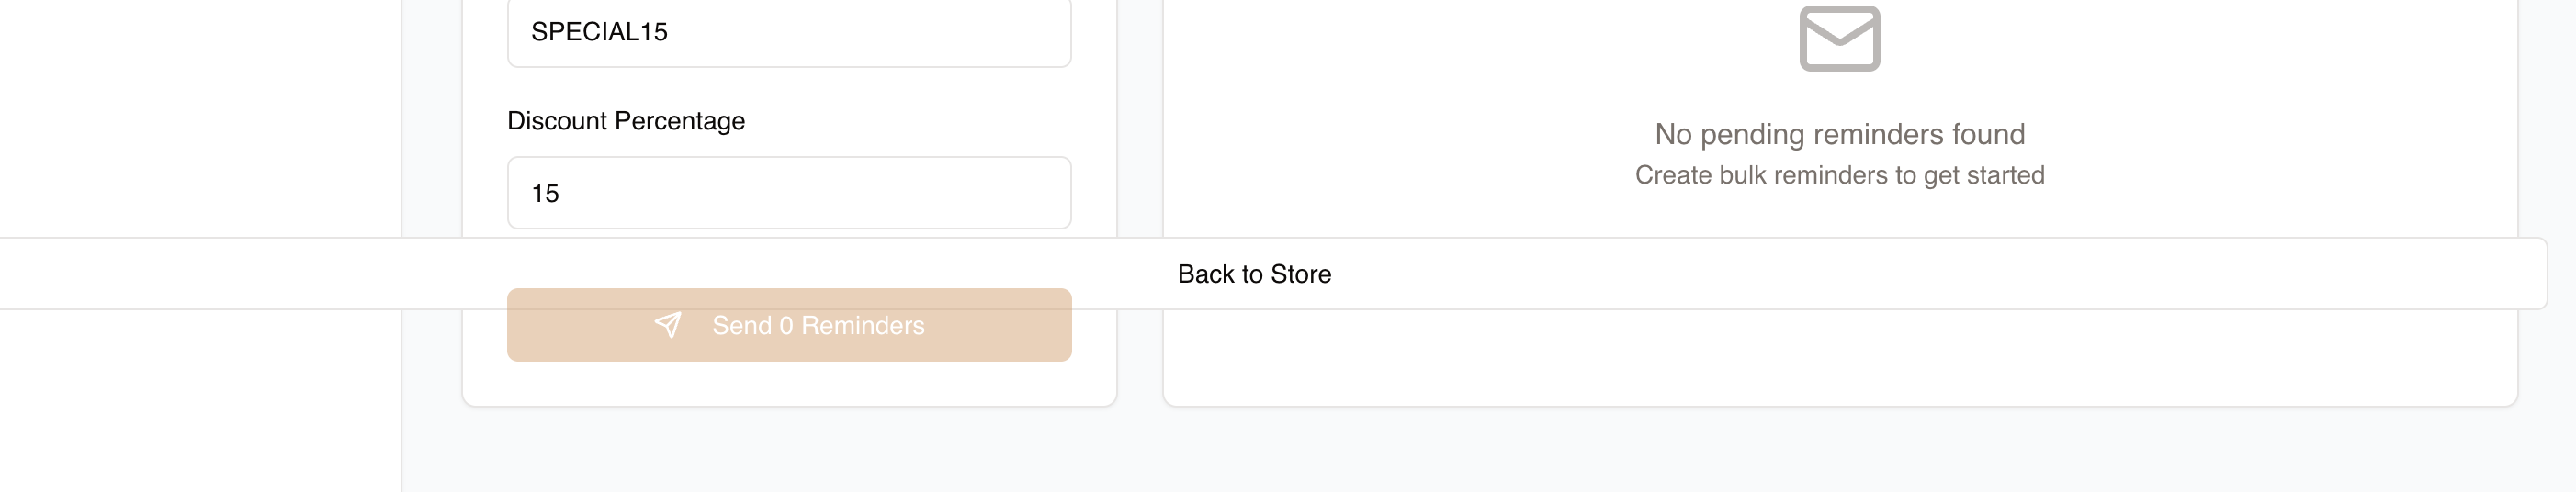 SPECIAL15
Discount Percentage
15
Send 0 Reminders
No pending reminders found
Create bulk reminders to get started
Back to Store